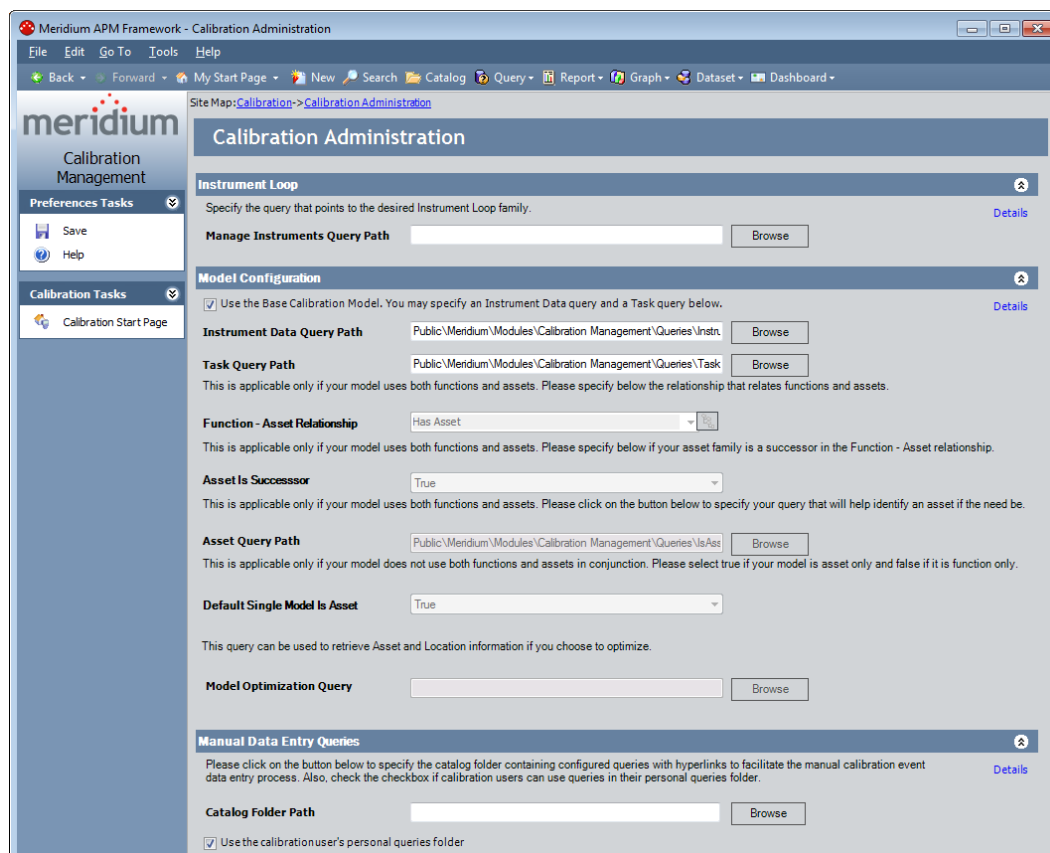 Meridium APM Framework - Calibration Administration
File Edit Go To Tools Help
Back Forward My Start Page New Search Catalog Query Report Graph Dataset Dashboard
Site Map:Calibration->Calibration Administration
meridium
Calibration Management
Calibration Administration
Preferences Tasks
Save
Help
Calibration Tasks
Calibration Start Page
Instrument Loop
Specify the query that points to the desired Instrument Loop family.
Details
Manage Instruments Query Path
Browse
Model Configuration
Use the Base Calibration Model. You may specify an Instrument Data query and a Task query below.
Details
Instrument Data Query Path Public\Meridium\Modules\Calibration Management\Queries\Instru Browse
Task Query Path Public\Meridium\Modules\Calibration Management\Queries\Task Browse
This is applicable only if your model uses both functions and assets. Please specify below the relationship that relates functions and assets.
Function - Asset Relationship Has Asset
This is applicable only if your model uses both functions and assets. Please specify below if your asset family is a successor in the Function - Asset relationship.
Asset Is Successsor True
This is applicable only if your model uses both functions and assets. Please click on the button below to specify your query that will help identify an asset if the need be.
Asset Query Path Public\Meridium\Modules\Calibration Management\Queries\IsAss Browse
This is applicable only if your model does not use both functions and assets in conjunction. Please select true if your model is asset only and false if it is function only.
Default Single Model Is Asset True
This query can be used to retrieve Asset and Location information if you choose to optimize.
Model Optimization Query Browse
Manual Data Entry Queries
Please click on the button below to specify the catalog folder containing configured queries with hyperlinks to facilitate the manual calibration event
data entry process. Also, check the checkbox if calibration users can use queries in their personal queries folder.
Details
Catalog Folder Path Browse
Use the calibration user's personal queries folder